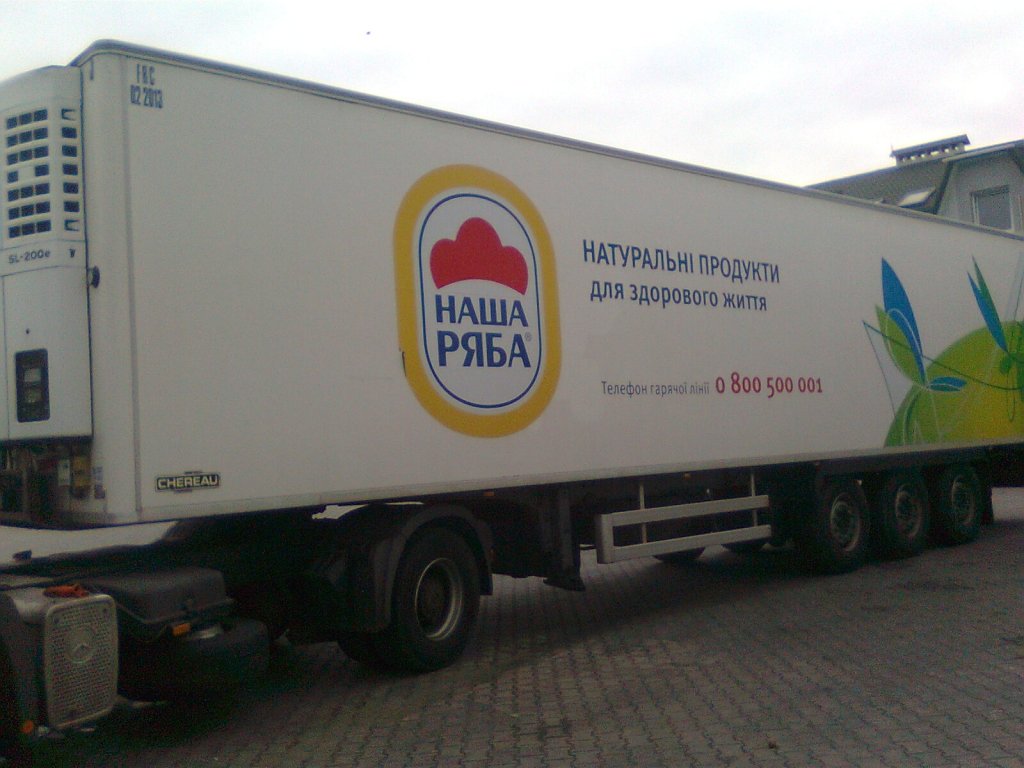 FRC
02 2013
SL-200e
НАША
РЯБА®
НАТУРАЛЬНІ ПРОДУКТИ
для здорового життя
Телефон гарячої лінії 0 800 500 001
CHEREAU